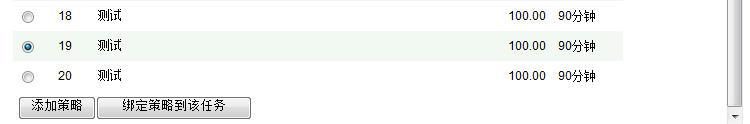 18 测试 100.00 90分钟
19 测试 100.00 90分钟
20 测试 100.00 90分钟
添加策略 绑定策略到该任务